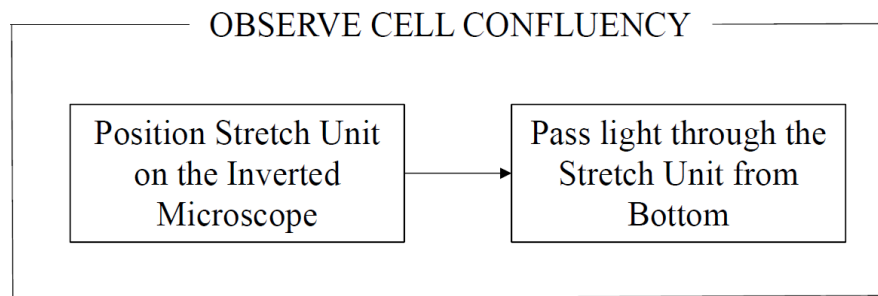 OBSERVE CELL CONFLUENCY
Position Stretch Unit
on the Inverted
Microscope
Pass light through the
Stretch Unit from
Bottom